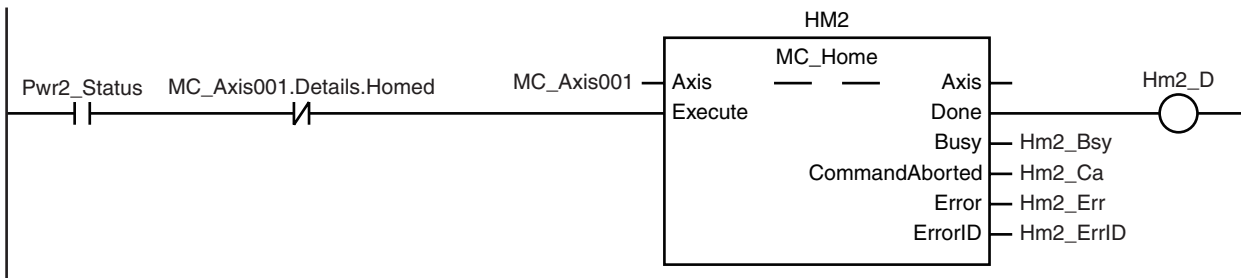 HM2
MC_Home
Pwr2_Status MC_Axis001.Details.Homed MC_Axis001 Axis Axis Hm2_D
Execute Done
Busy Hm2_Bsy
CommandAborted Hm2_Ca
Error Hm2_Err
ErrorID Hm2_ErrID